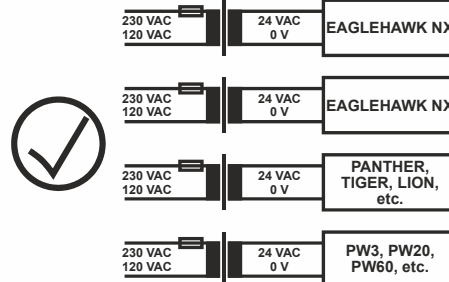 230 VAC
120 VAC
24 VAC
0 V
EAGLEHAWK NX
230 VAC
120 VAC
24 VAC
0 V
EAGLEHAWK NX
230 VAC
120 VAC
24 VAC
0 V
PANTHER,
TIGER, LION,
etc.
230 VAC
120 VAC
24 VAC
0 V
PW3, PW20,
PW60, etc.